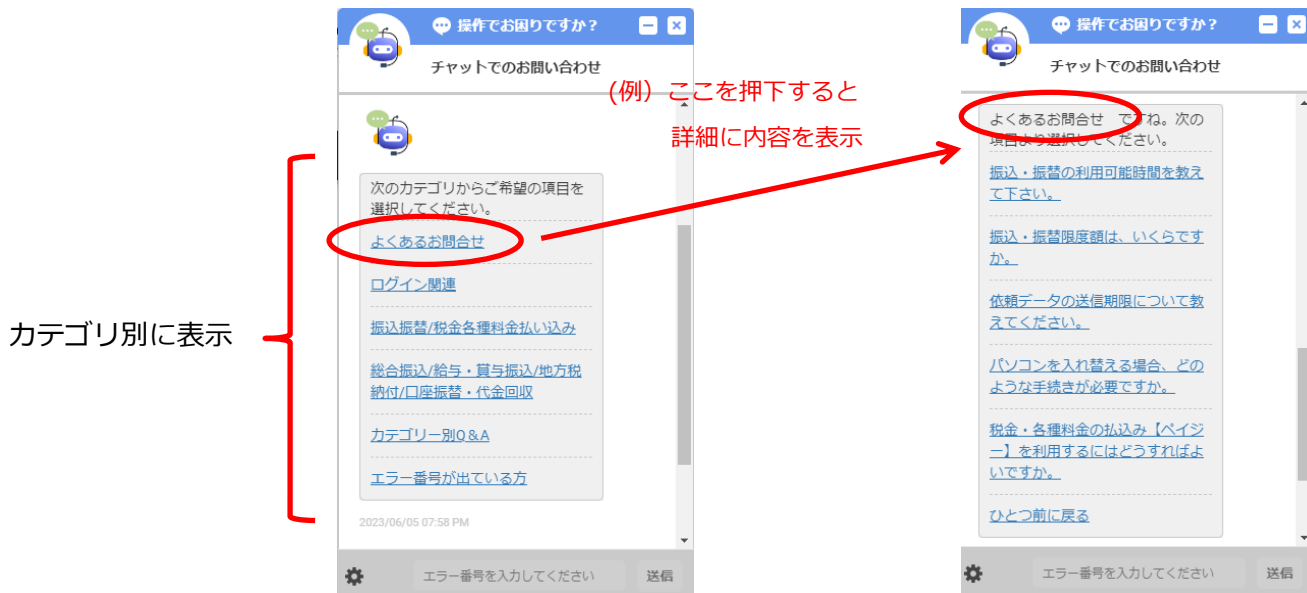 操作でお困りですか？
チャットでのお問い合わせ
次のカテゴリからご希望の項目を
選択してください。
よくあるお問合せ
ログイン関連
振込振替/税金各種料金払い込み
総合振込/給与・賞与振込/地方税
納付/口座振替・代金回収
カテゴリー別Q&A
エラー番号が出ている方
2023/06/05 07:58 PM
エラー番号を入力してください
送信
カテゴリ別に表示
(例）ここを押下すると
詳細に内容を表示
操作でお困りですか？
チャットでのお問い合わせ
よくあるお問合せ　ですね。次の
項目より選択してください。
振込・振替の利用可能時間を教え
て下さい。
振込・振替限度額は、いくらです
か。
依頼データの送信期限について教
えてください。
パソコンを入れ替える場合、どの
ような手続きが必要ですか。
税金・各種料金の払込み【ペイジ
ー】を利用するにはどうすればよ
いですか。
ひとつ前に戻る
エラー番号を入力してください
送信